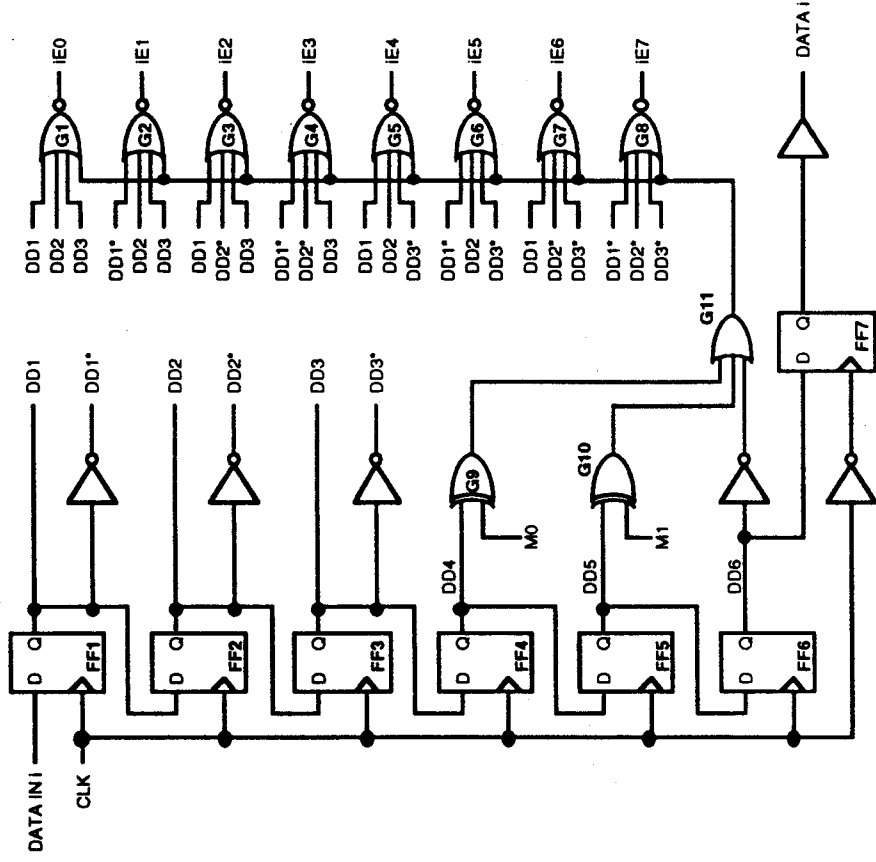 DATA IN i
CLK
D
Q
FF1
D
Q
FF2
D
Q
FF3
D
Q
FF4
D
Q
FF5
D
Q
FF6
DD1
DD1*
DD2
DD2*
DD3
DD3*
DD4
G9
M0
DD5
G10
M1
DD6
G11
D
Q
FF7
DATA i
DD1
DD2
DD3
G1
IE0
DD1*
DD2
DD3
G2
IE1
DD1
DD2*
DD3
G3
IE2
DD1*
DD2*
DD3
G4
IE3
DD1
DD2
DD3*
G5
IE4
DD1*
DD2
DD3*
G6
IE5
DD1
DD2*
DD3*
G7
IE6
DD1*
DD2*
DD3*
G8
IE7